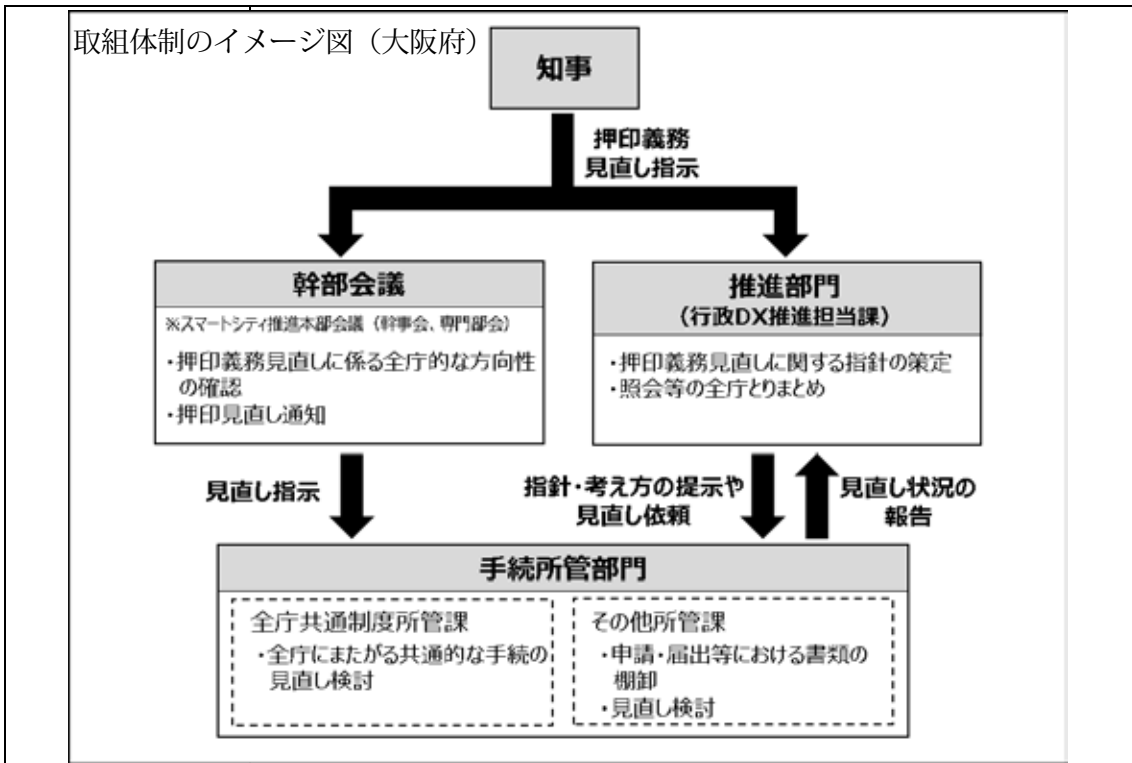 取組体制のイメージ図（大阪府）
知事
押印義務
見直し指示
幹部会議
※スマートシティ推進本部会議（幹事会、専門部会）
・押印義務見直しに係る全庁的な方向性
の確認
・押印見直し通知
推進部門
（行政DX推進担当課）
・押印義務見直しに関する指針の策定
・照会等の全庁とりまとめ
見直し指示
指針・考え方の提示や
見直し依頼
見直し状況の
報告
手続所管部門
全庁共通制度所管課
・全庁にまたがる共通的な手続の
見直し検討
その他所管課
・申請・届出等における書類の
棚卸
・見直し検討